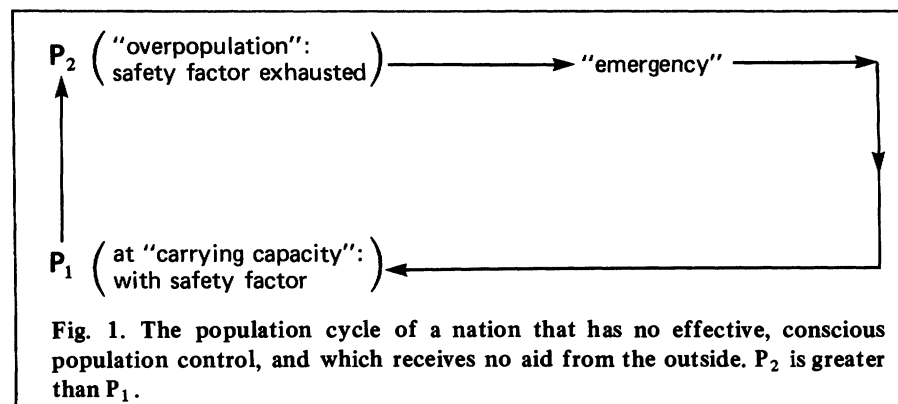 P₂ ( "overpopulation": safety factor exhausted ) "emergency"
P₁ ( at "carrying capacity": with safety factor )
Fig. 1. The population cycle of a nation that has no effective, conscious
population control, and which receives no aid from the outside. P₂ is greater
than P₁.